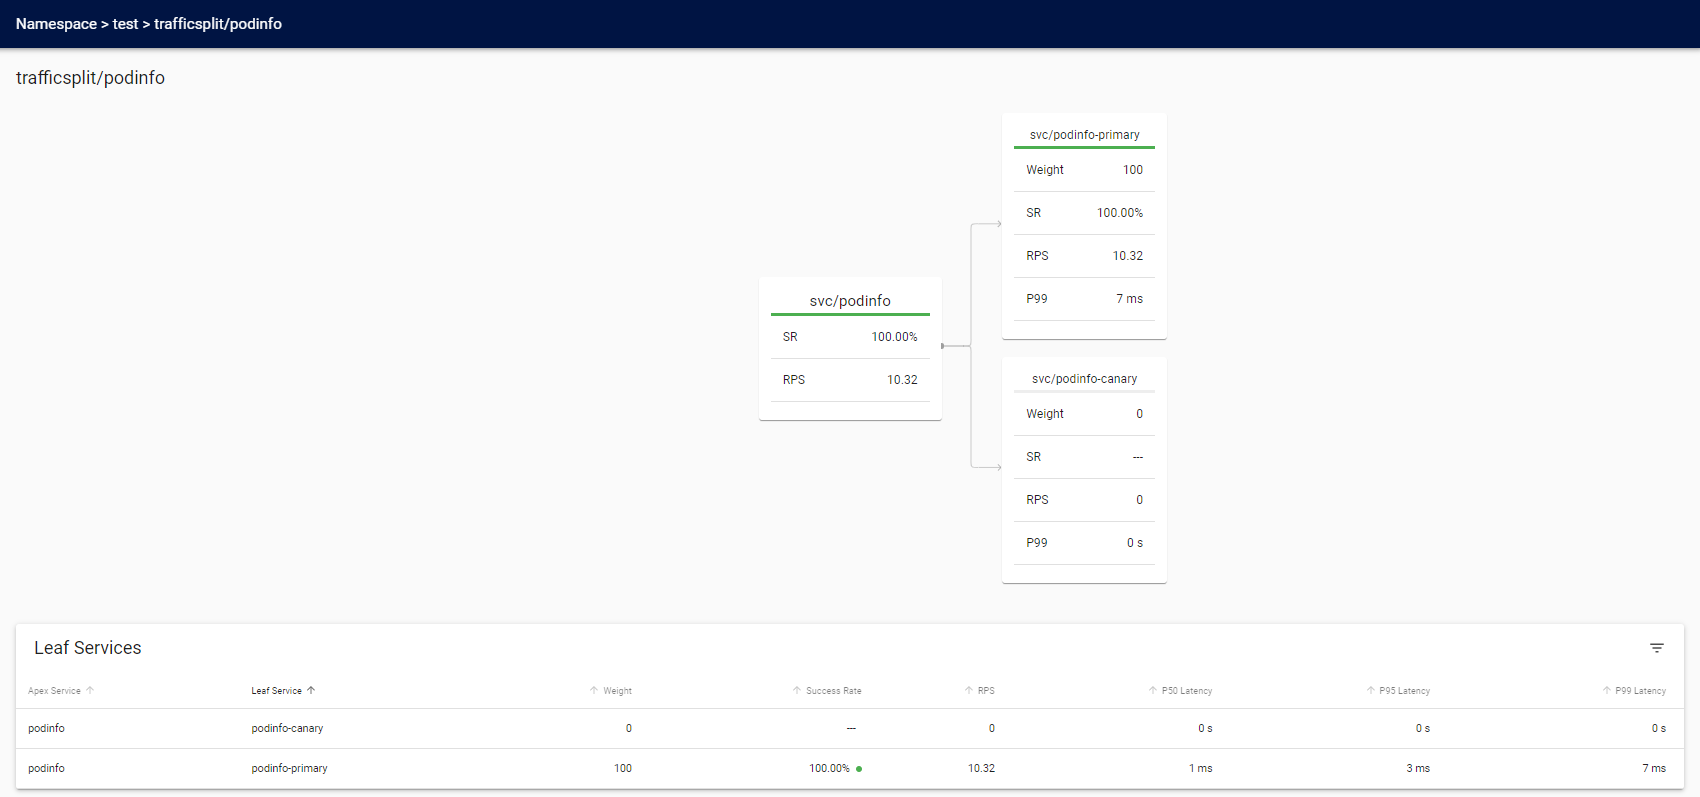 Namespace > test > trafficsplit/podinfo
trafficsplit/podinfo
svc/podinfo-primary
Weight 100
SR 100.00%
RPS 10.32
P99 7 ms
svc/podinfo
SR 100.00%
RPS 10.32
svc/podinfo-canary
Weight 0
SR ---
RPS 0
P99 0 s
Leaf Services
Apex Service Leaf Service Weight Success Rate RPS P50 Latency P95 Latency P99 Latency
podinfo podinfo-canary 0 --- 0 0 s 0 s 0 s
podinfo podinfo-primary 100 100.00% 10.32 1 ms 3 ms 7 ms